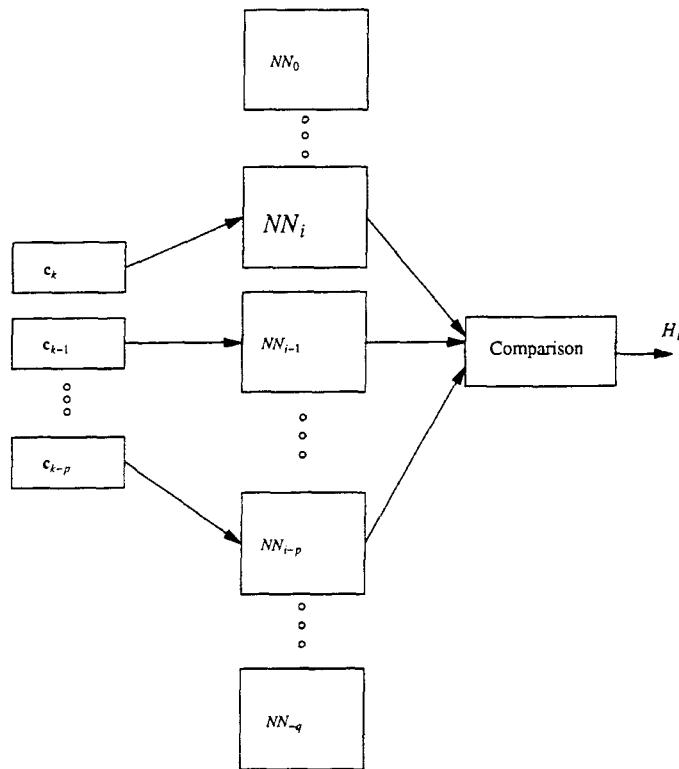 NN₀
NNᵢ
cₖ
cₖ₋₁
NNᵢ₋₁
Comparison
Hᵢ
cₖ₋ₚ
NNᵢ₋ₚ
NN₋q